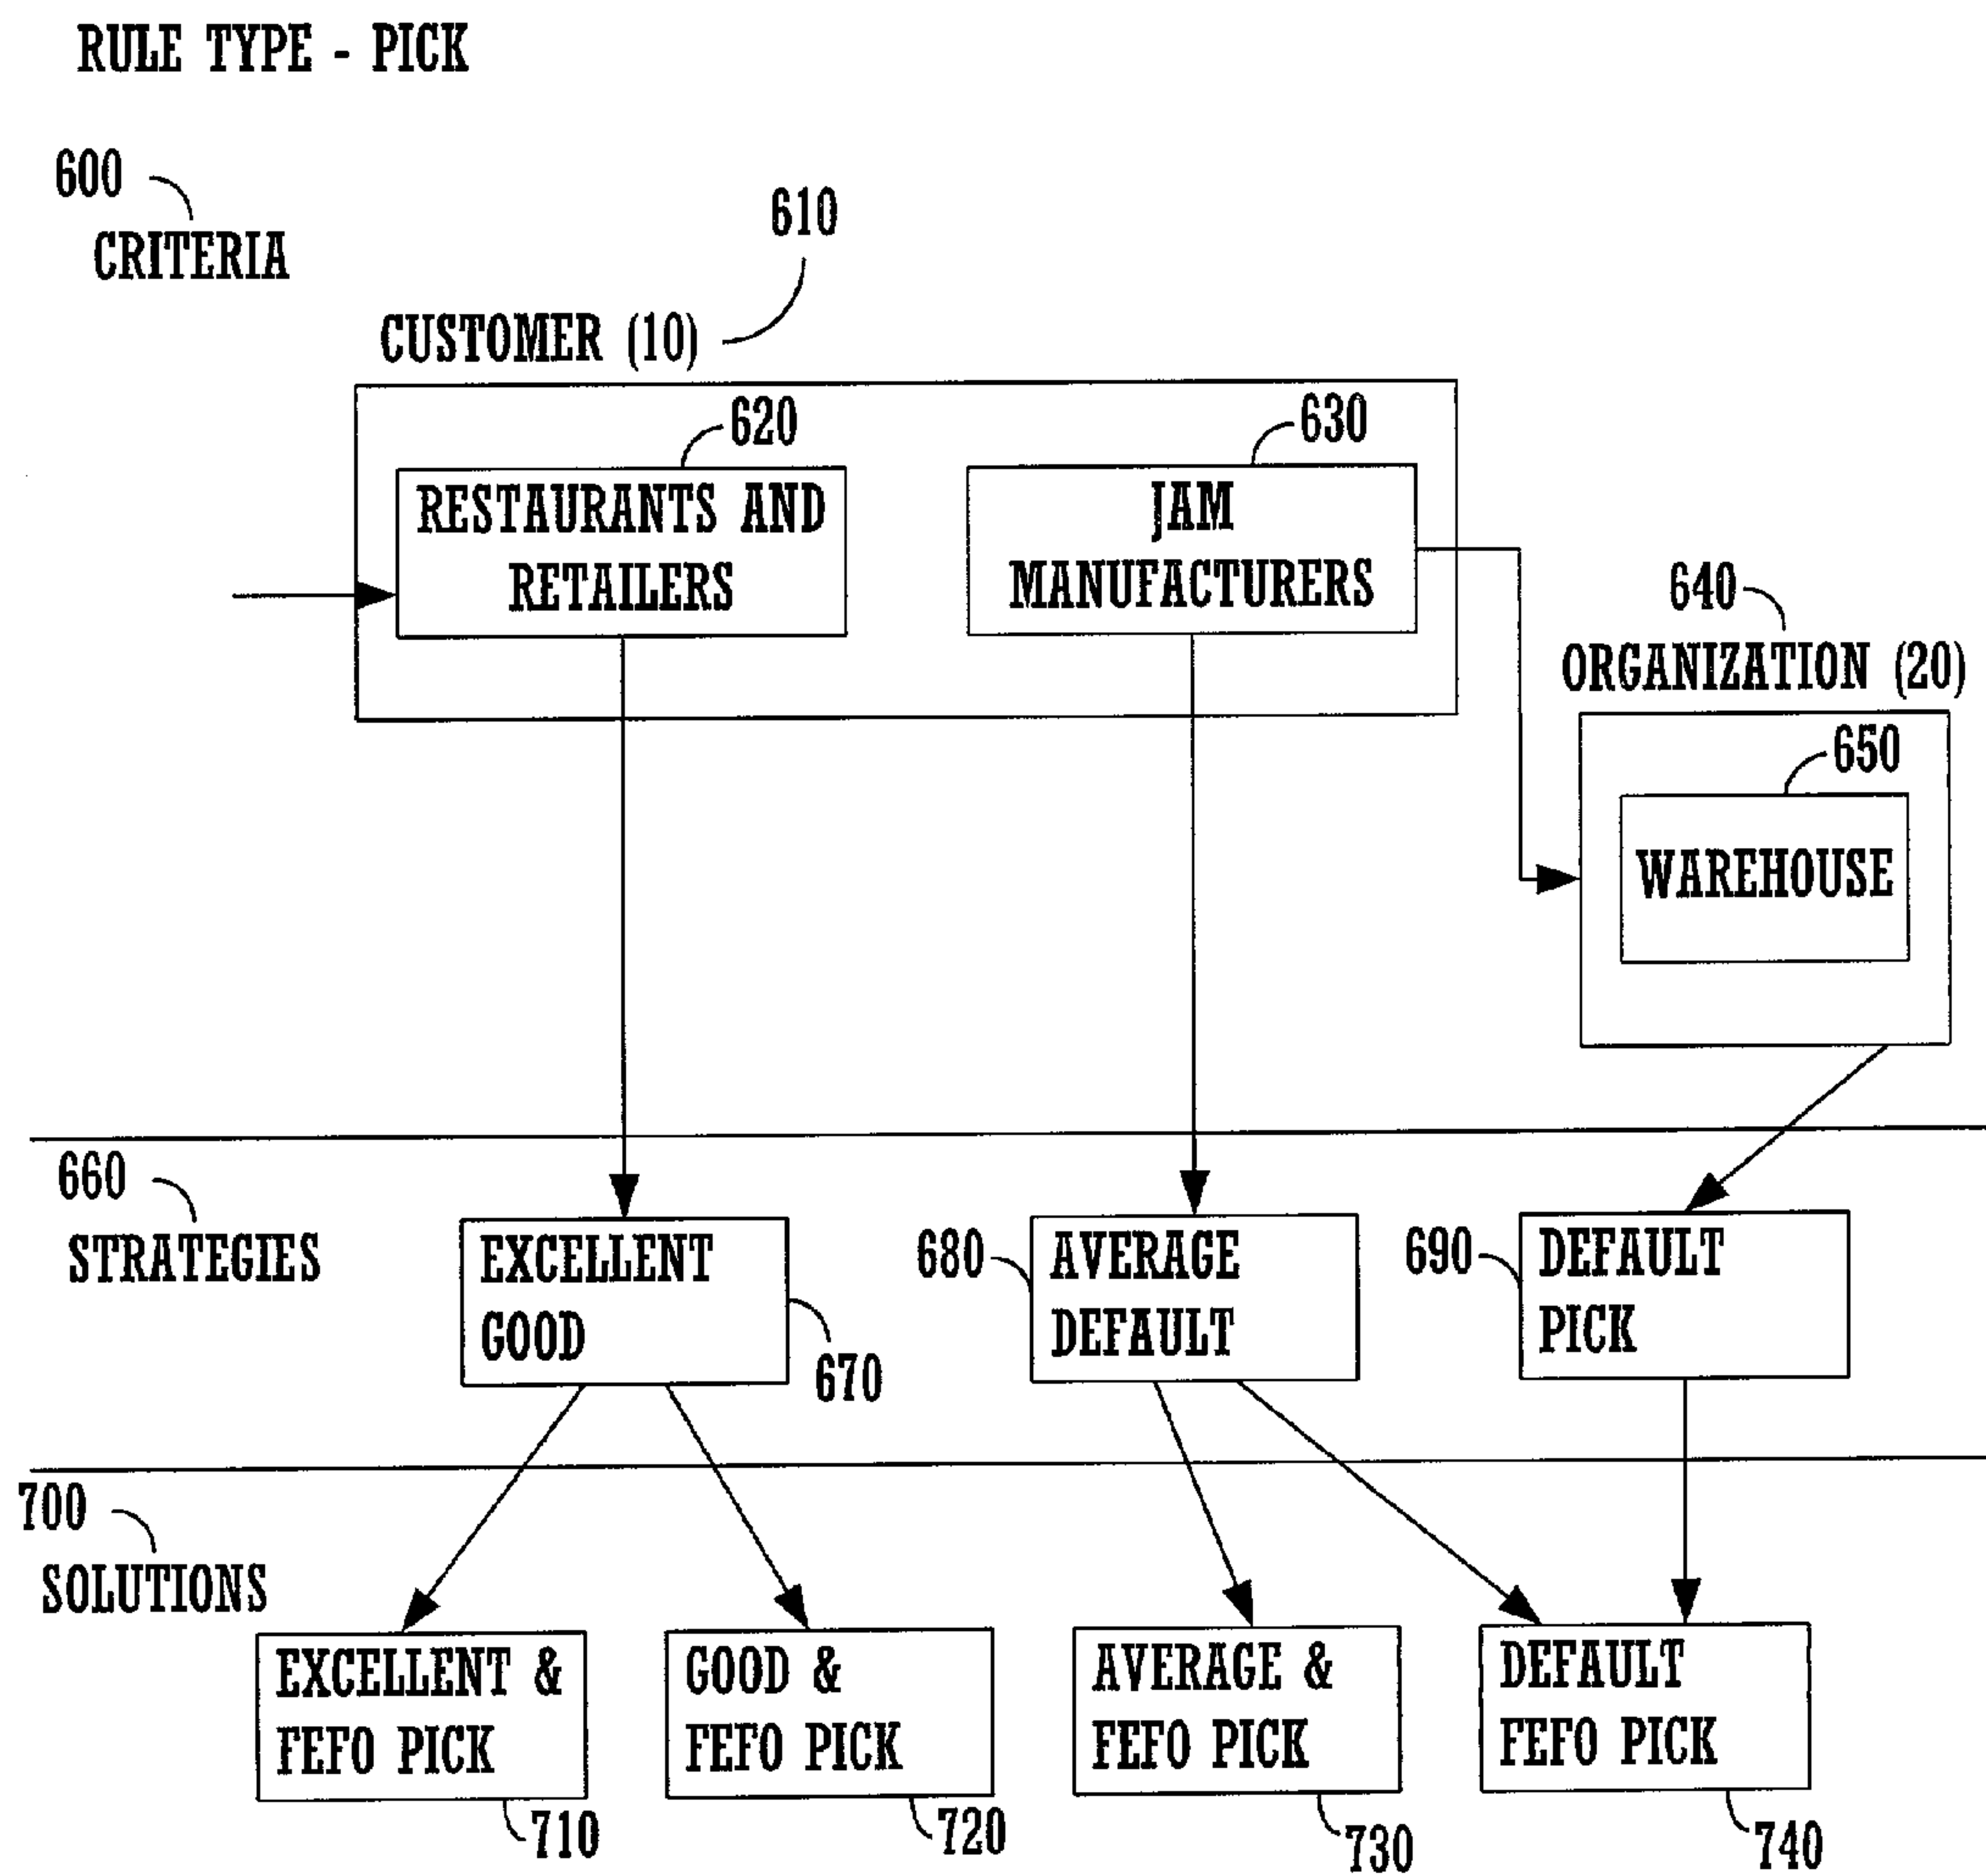 RULE TYPE - PICK
600
CRITERIA
610
CUSTOMER (10)
620
630
RESTAURANTS AND
RETAILERS
JAM
MANUFACTURERS
640
ORGANIZATION (20)
650
WAREHOUSE
660
STRATEGIES
EXCELLENT
GOOD
670
680
AVERAGE
DEFAULT
690
DEFAULT
PICK
700
SOLUTIONS
EXCELLENT &
FEFO PICK
710
GOOD &
FEFO PICK
720
AVERAGE &
FEFO PICK
730
DEFAULT
FEFO PICK
740